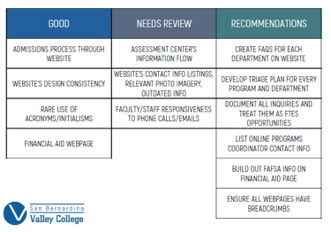 GOOD
NEEDS REVIEW
RECOMMENDATIONS
ADMISSIONS PROCESS THROUGH
WEBSITE
ASSESSMENT CENTER'S
INFORMATION FLOW
CREATE FAQS FOR EACH
DEPARTMENT ON WEBSITE
WEBSITE'S DESIGN CONSISTENCY
WEBSITES CONTACT INFO LISTINGS,
RELEVANT PHOTO IMAGERY,
OUTDATED INFO
DEVELOP TRIAGE PLAN FOR EVERY
PROGRAM AND DEPARTMENT
RARE USE OF
ACRONYMS/INITIALISMS
FACULTY/STAFF RESPONSIVENESS
TO PHONE CALLS/EMAILS
DOCUMENT ALL INQUIRIES AND
TREAT THEM AS FTES
OPPORTUNITIES
FINANCIAL AID WEBPAGE
LIST ONLINE PROGRAMS
COORDINATOR CONTACT INFO
BUILD OUT FAFSA INFO ON
FINANCIAL AID PAGE
ENSURE ALL WEBPAGES HAVE
BREADCRUMBS
San Bernardino
Valley College